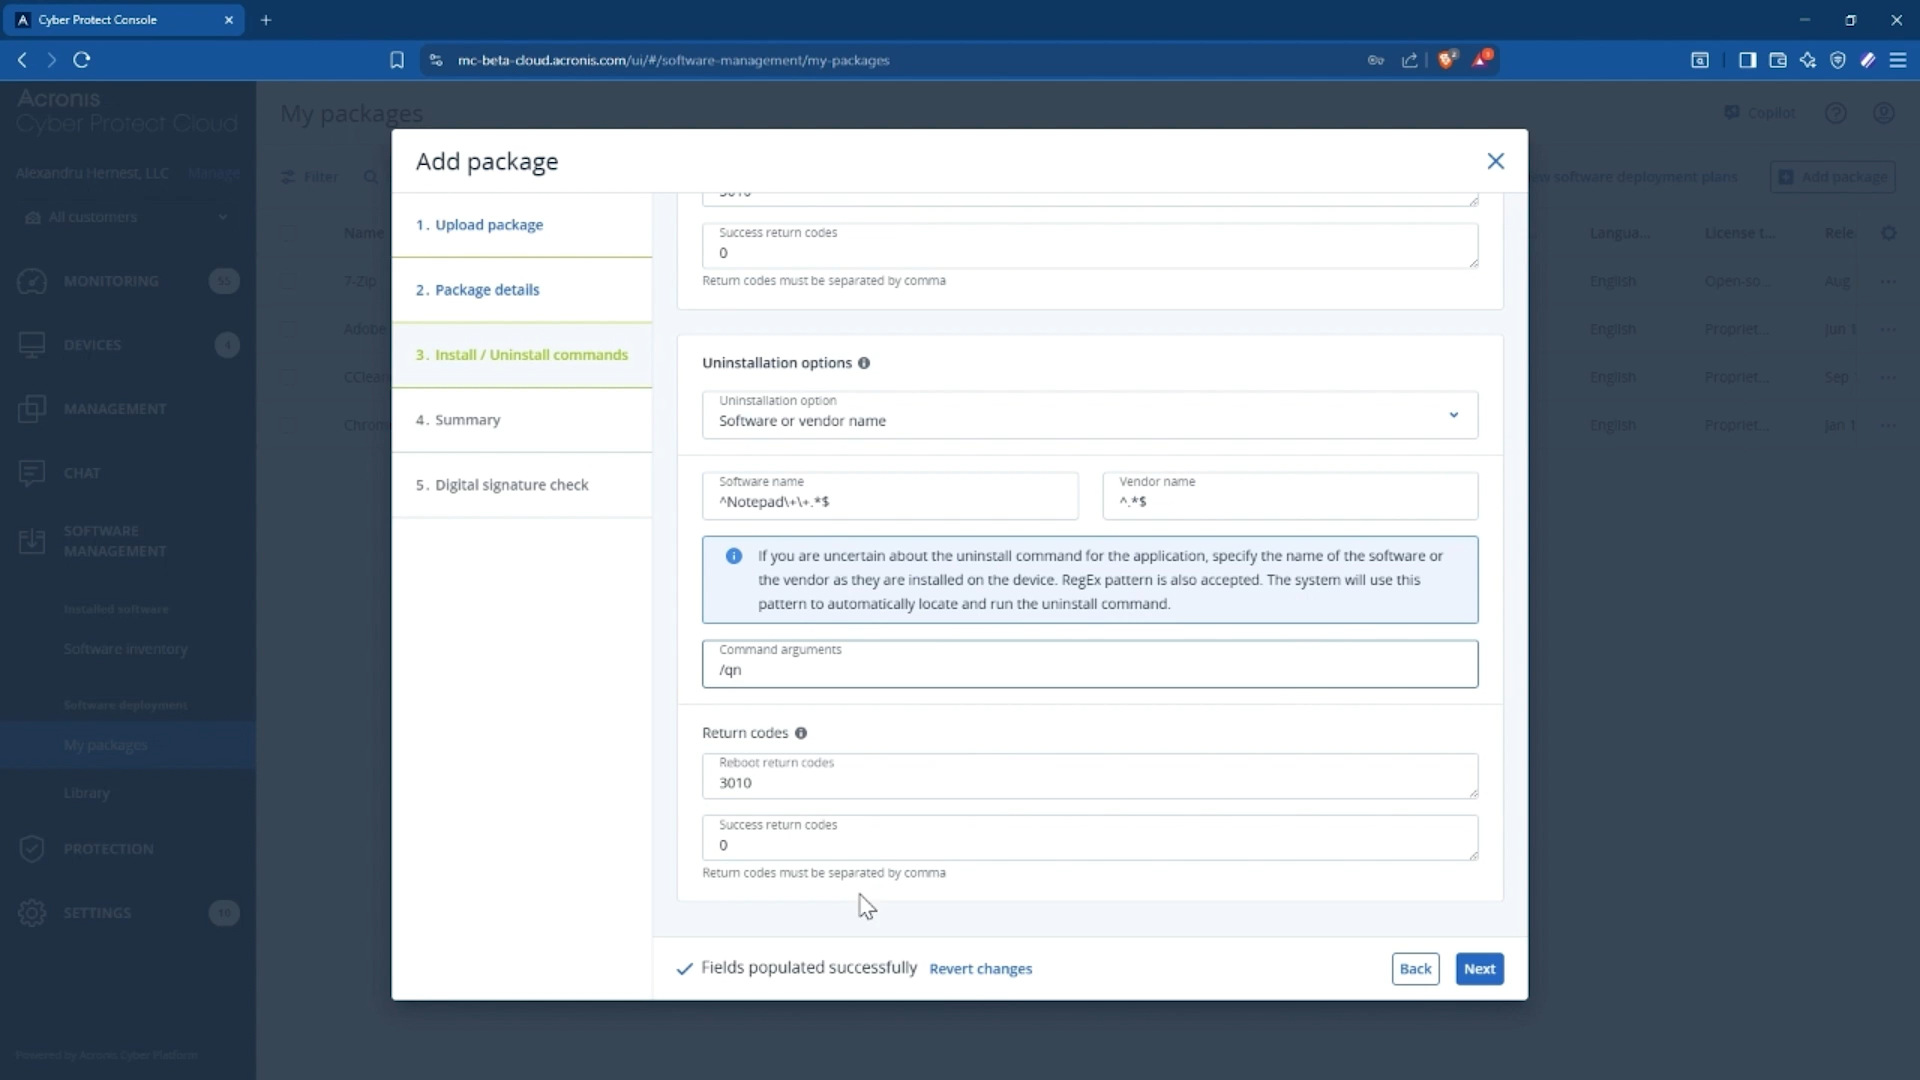 Cyber Protect Console
mc-beta-cloud.acronis.com/ui/#/software-management/my-packages
Acronis
Cyber Protect Cloud
Alexandru Hernest, LLC Manage
All customers
MONITORING 55
DEVICES 4
MANAGEMENT
CHAT
SOFTWARE
MANAGEMENT
Installed software
Software inventory
Software deployment
My packages
Library
PROTECTION
SETTINGS 10
Powered by Acronis Cyber Platform
My packages
Copilot
Filter
software deployment plans
Add package
Name Langua... License t... Rele
7-Zip English Open-so... Aug
Adobe English Propriet... Jun 1
CClean English Propriet... Sep
Chrom English Propriet... Jan 1
Add package
1. Upload package
2. Package details
3. Install / Uninstall commands
4. Summary
5. Digital signature check
3010
Success return codes
0
Return codes must be separated by comma
Uninstallation options
Uninstallation option
Software or vendor name
Software name
^Notepad\+\+.*$
Vendor name
^.*$
If you are uncertain about the uninstall command for the application, specify the name of the software or
the vendor as they are installed on the device. RegEx pattern is also accepted. The system will use this
pattern to automatically locate and run the uninstall command.
Command arguments
/qn
Return codes
Reboot return codes
3010
Success return codes
0
Return codes must be separated by comma
Fields populated successfully Revert changes
Back
Next